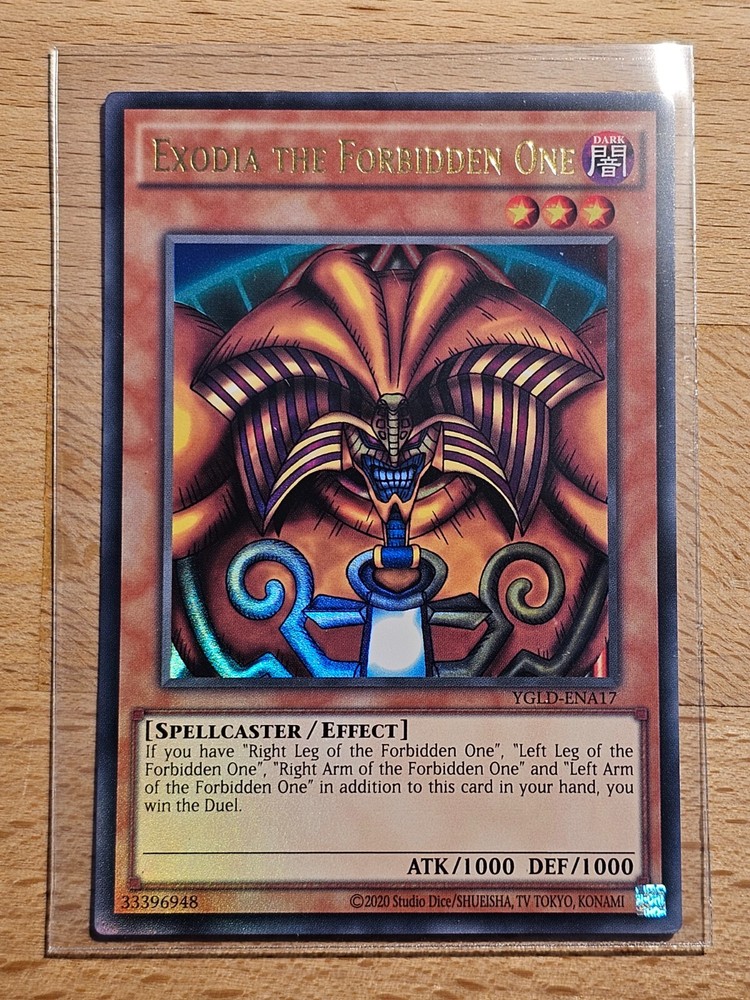 EXODIA THE FORBIDDEN ONE
DARK
闇
YGLD-ENA17
[SPELLCASTER/EFFECT]
If you have “Right Leg of the Forbidden One”, “Left Leg of the
Forbidden One”, “Right Arm of the Forbidden One” and “Left Arm
of the Forbidden One” in addition to this card in your hand, you
win the Duel.
ATK/1000 DEF/1000
33396948
©2020 Studio Dice/SHUEISHA, TV TOKYO, KONAMI